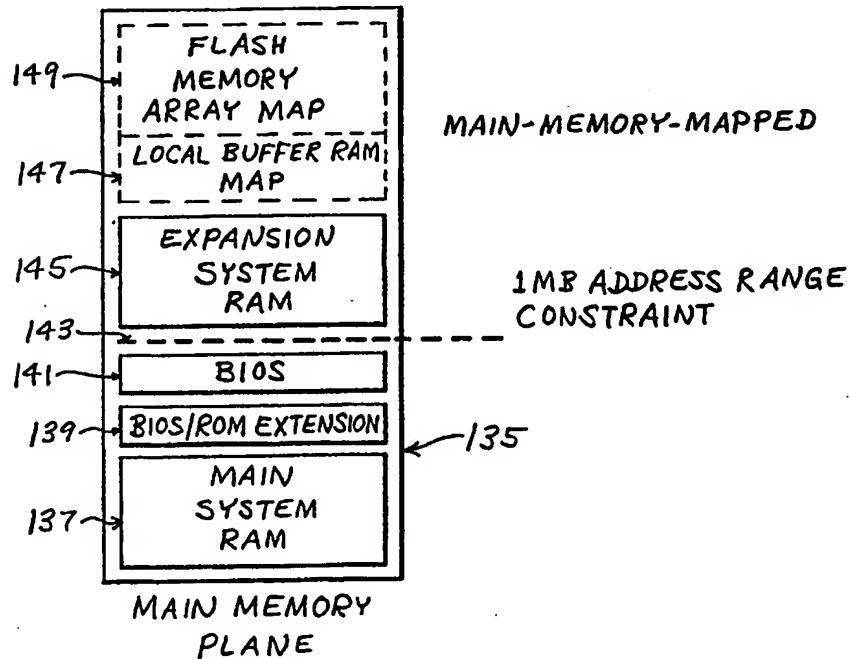 149
FLASH
MEMORY
ARRAY MAP
MAIN-MEMORY-MAPPED
147
LOCAL BUFFER RAM
MAP
145
EXPANSION
SYSTEM
RAM
1MB ADDRESS RANGE
CONSTRAINT
143
141
BIOS
139
BIOS/ROM EXTENSION
135
137
MAIN
SYSTEM
RAM
MAIN MEMORY
PLANE